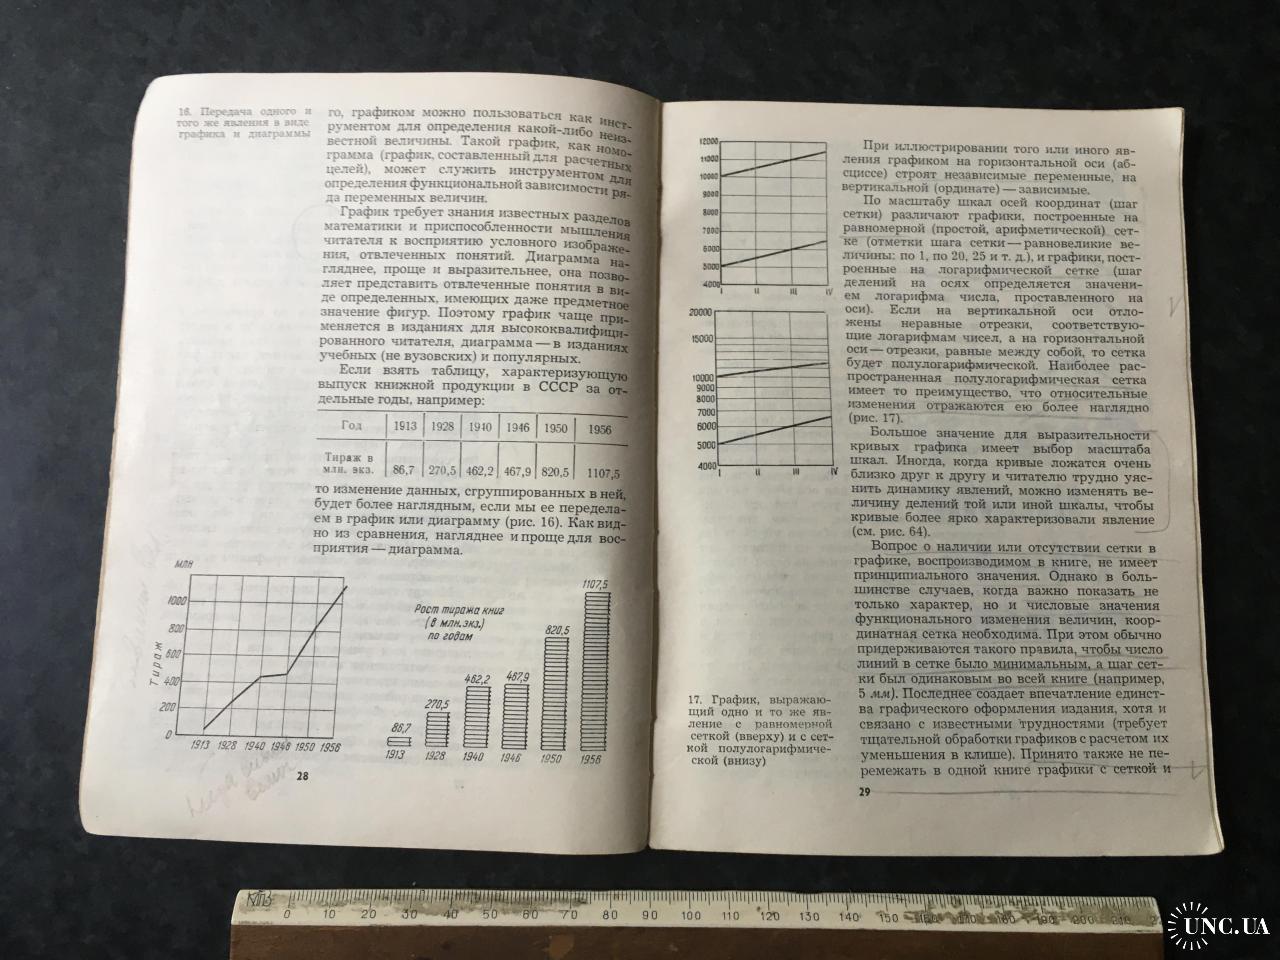 16. Передача одного и
того же явления в виде
графика и диаграммы
го, графиком можно пользоваться как инст-
рументом для определения какой-либо неиз-
вестной величины. Такой график, как номо-
грамма (график, составленный для расчетных
целей), может служить инструментом для
определения функциональной зависимости ря-
да переменных величин.
График требует знания известных разделов
математики и приспособленности мышления
читателя к восприятию условного изображе-
ния, отвлеченных понятий. Диаграмма на-
гляднее, проще и выразительнее, она позво-
ляет представить отвлеченные понятия в ви-
де определенных, имеющих даже предметное
значение фигур. Поэтому график чаще при-
меняется в изданиях для высококвалифици-
рованного читателя, диаграмма — в изданиях
учебных (не вузовских) и популярных.
Если взять таблицу, характеризующую
выпуск книжной продукции в СССР за от-
дельные годы, например:
Год 1913 1928 1940 1946 1950 1956
Тираж в
млн. экз. 86,7 270,5 462,2 467,9 820,5 1107,5
то изменение данных, сгруппированных в ней,
будет более наглядным, если мы ее передела-
ем в график или диаграмму (рис. 16). Как вид-
но из сравнения, нагляднее и проще для вос-
приятия — диаграмма.
МЛН
1000
800
600
400
200
0
Тираж
1913 1928 1940 1946 1950 1956
Рост тиража книг
(в млн.экз.)
по годам
86,7 270,5 462,2 467,9 820,5 1107,5
1913 1928 1940 1946 1950 1956
28
12000
11000
10000
9000
8000
7000
6000
5000
4000
I II III IV
20000
15000
10000
9000
8000
7000
6000
5000
4000
I II III IV
17. График, выражаю-
щий одно и то же яв-
ление с равномерной
сеткой (вверху) и с сет-
кой полулогарифмиче-
ской (внизу)
При иллюстрировании того или иного яв-
ления графиком на горизонтальной оси (аб-
сциссе) строят независимые переменные, на
вертикальной (ординате) — зависимые.
По масштабу шкал осей координат (шаг
сетки) различают графики, построенные на
равномерной (простой, арифметической) сет-
ке (отметки шага сетки — равновеликие ве-
личины: по 1, по 20, 25 и т. д.), и графики, пост-
роенные на логарифмической сетке (шаг
делений на осях определяется значени-
ем логарифма числа, проставленного на
оси). Если на вертикальной оси отло-
жены неравные отрезки, соответствую-
щие логарифмам чисел, а на горизонтальной
оси — отрезки, равные между собой, то сетка
будет полулогарифмической. Наиболее рас-
пространенная полулогарифмическая сетка
имеет то преимущество, что относительные
изменения отражаются ею более наглядно
(рис. 17).
Большое значение для выразительности
кривых графика имеет выбор масштаба
шкал. Иногда, когда кривые ложатся очень
близко друг к другу и читателю трудно уяс-
нить динамику явлений, можно изменять ве-
личину делений той или иной шкалы, чтобы
кривые более ярко характеризовали явление
(см. рис. 64).
Вопрос о наличии или отсутствии сетки в
графике, воспроизводимом в книге, не имеет
принципиального значения. Однако в боль-
шинстве случаев, когда важно показать не
только характер, но и числовые значения
функционального изменения величин, коор-
динатная сетка необходима. При этом обычно
придерживаются такого правила, чтобы число
линий в сетке было минимальным, а шаг сет-
ки был одинаковым во всей книге (например,
5 мм). Последнее создает впечатление единст-
ва графического оформления издания, хотя и
связано с известными трудностями (требует
тщательной обработки графиков с расчетом их
уменьшения в клише). Принято также не пе-
ремежать в одной книге графики с сеткой и
29
0 10 20 30 40 50 60 70 80 90 100 110 120 130 140 150 160 170 180 190 200 210
UNC.UA